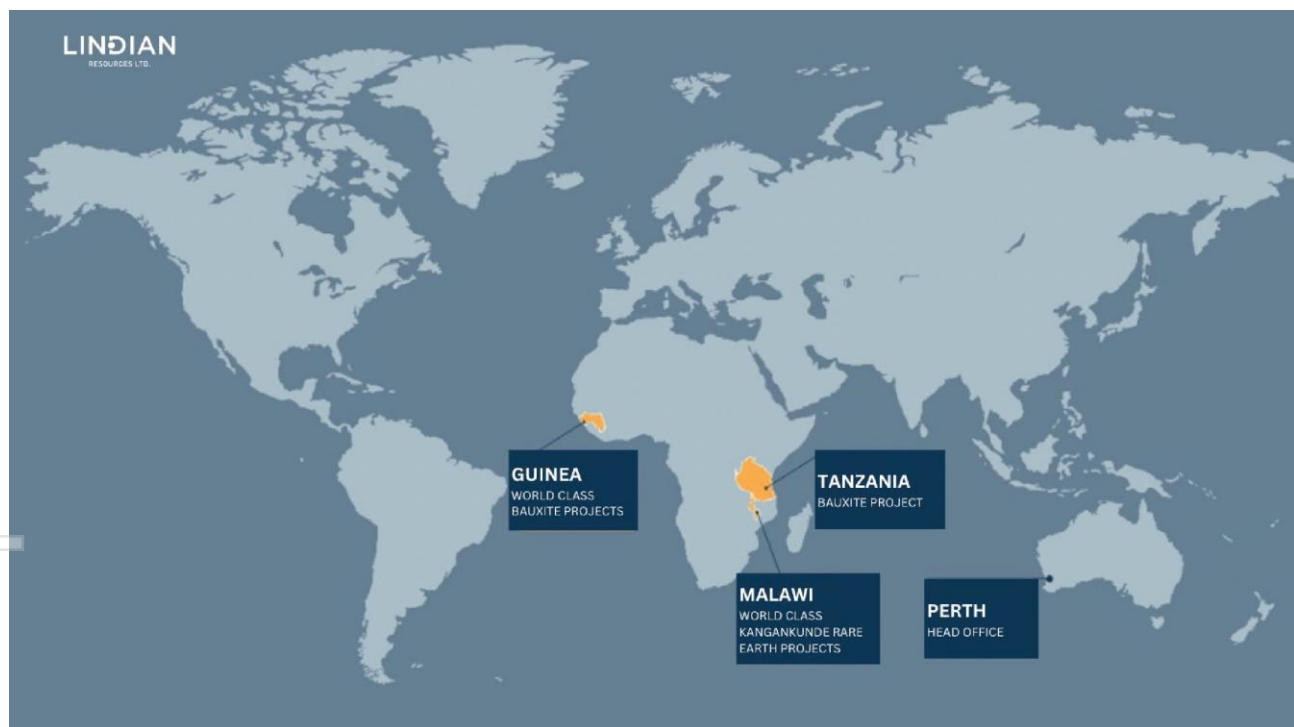 LINDIAN
RESOURCES LTD.
GUINEA
WORLD CLASS
BAUXITE PROJECTS
TANZANIA
BAUXITE PROJECT
MALAWI
WORLD CLASS
KANGANKUNDE RARE
EARTH PROJECTS
PERTH
HEAD OFFICE